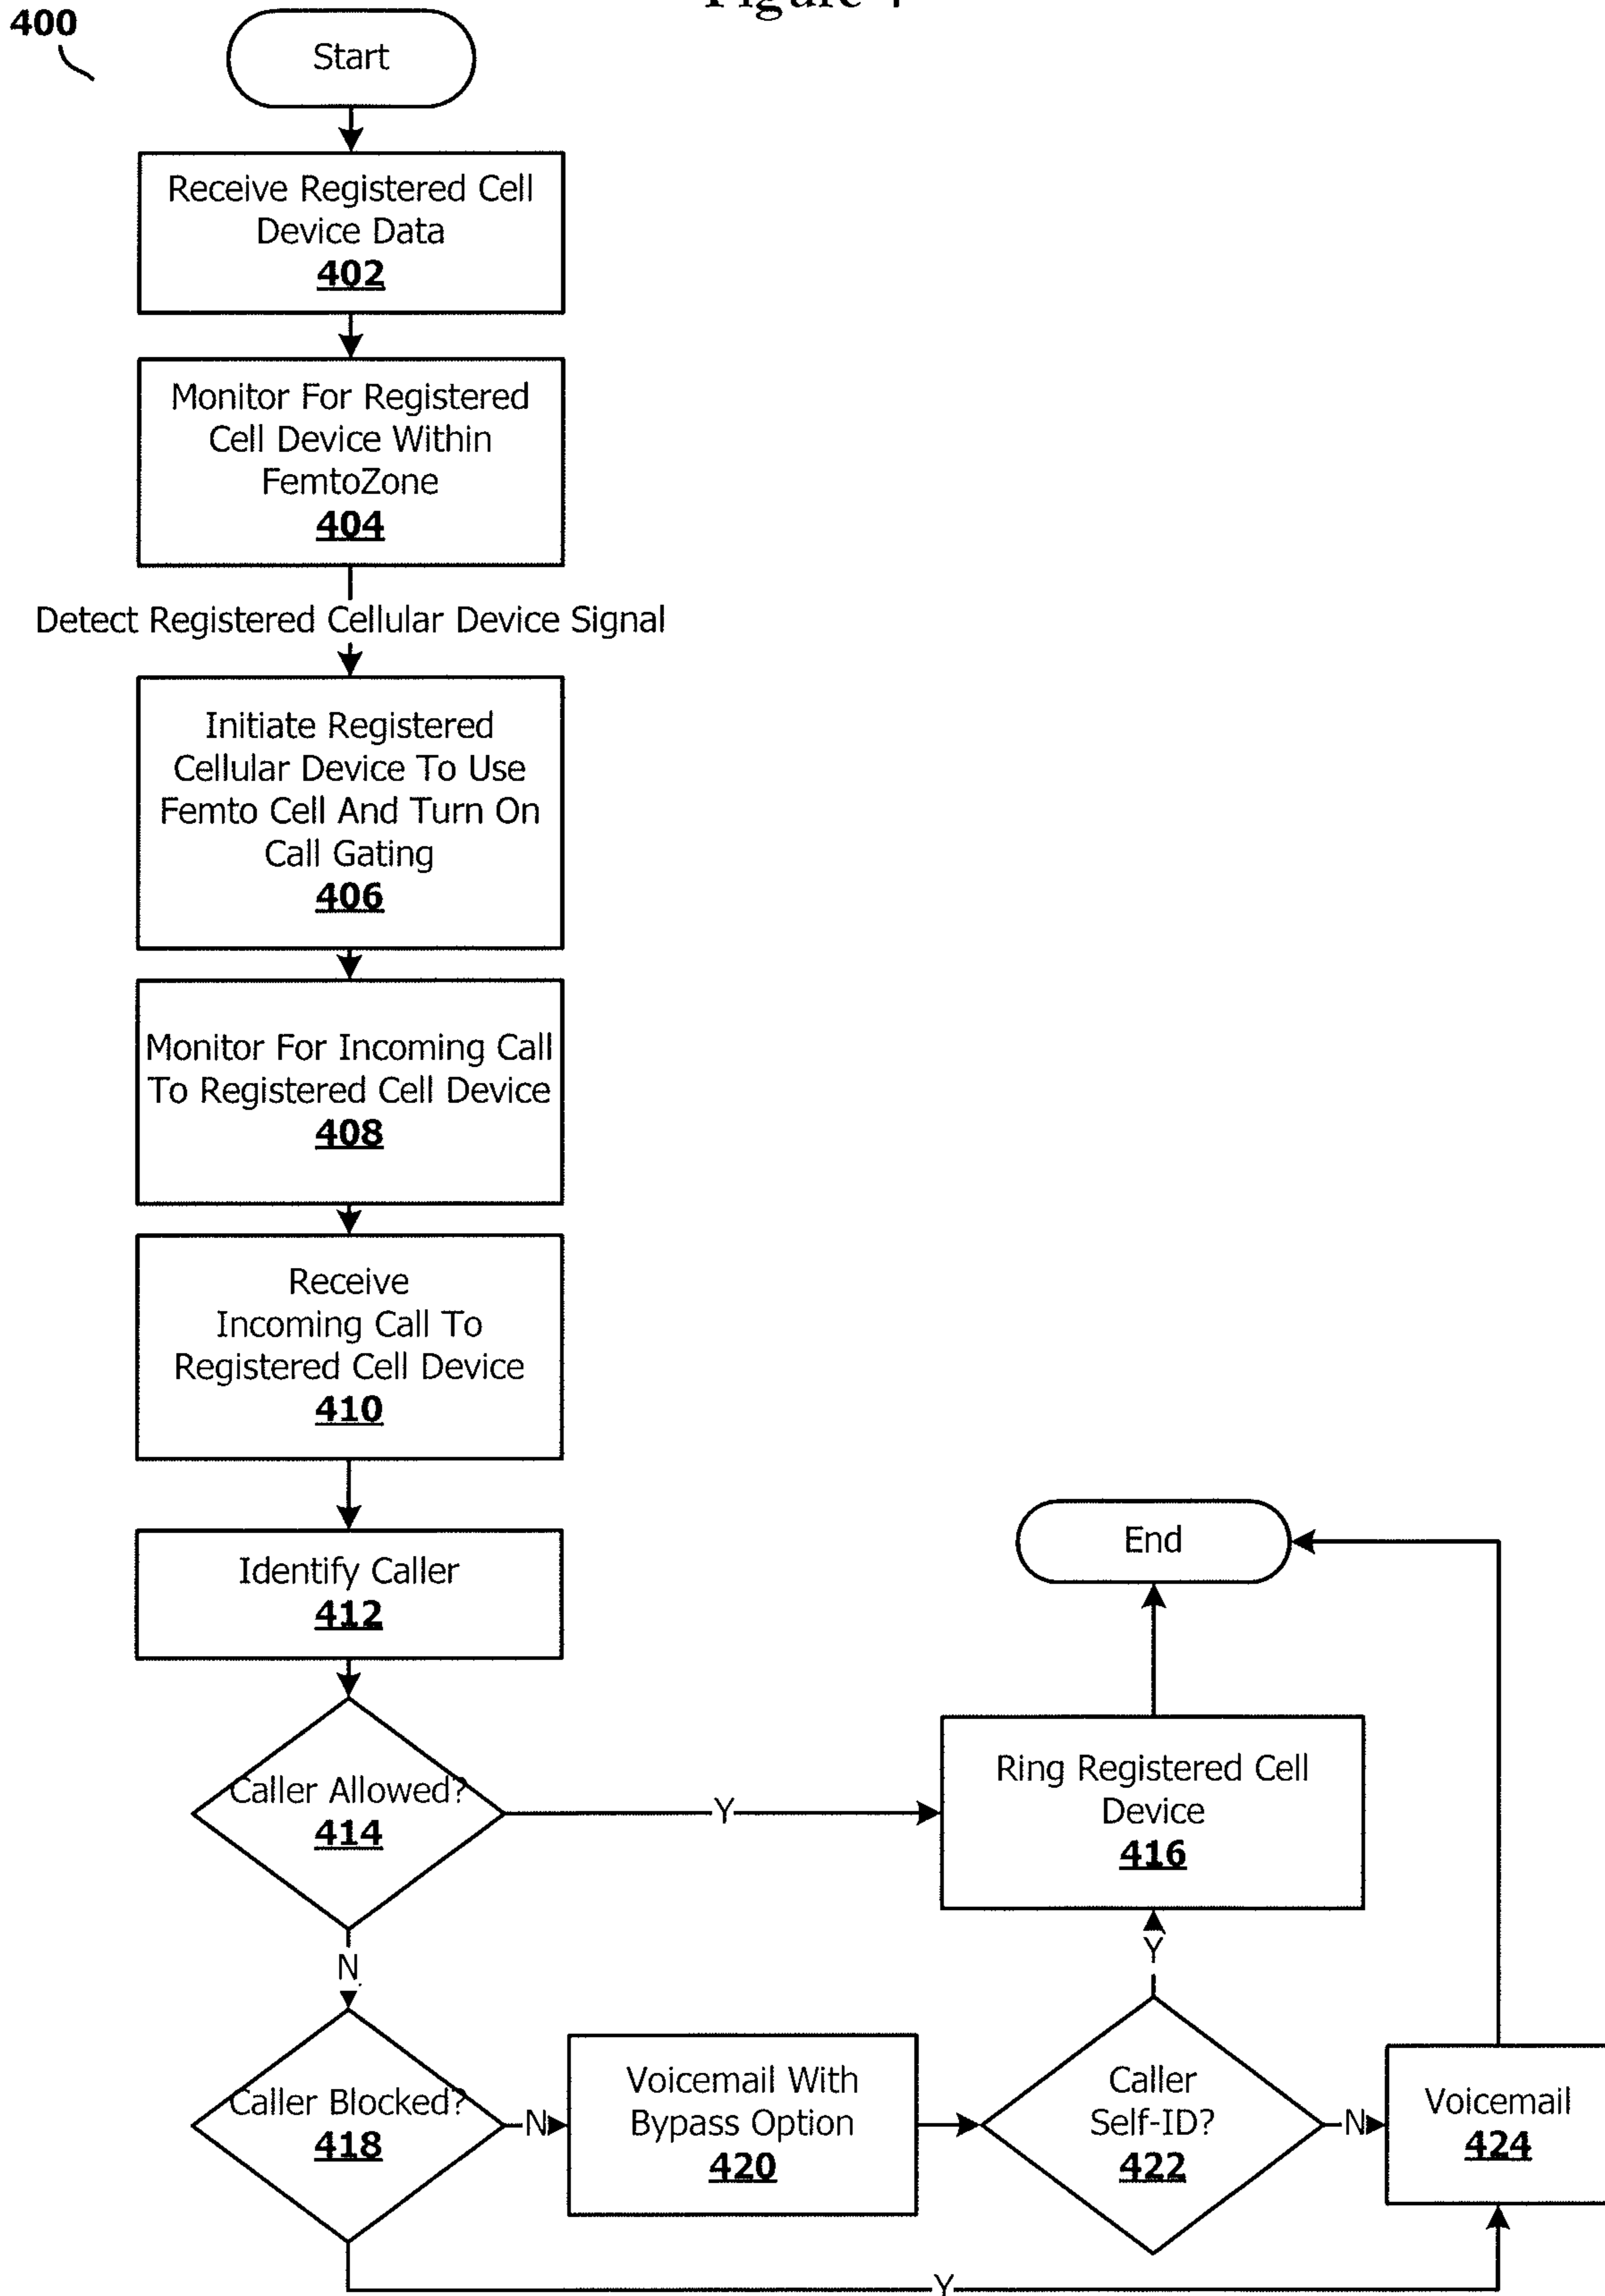 400
Start
Receive Registered Cell
Device Data
402
Monitor For Registered
Cell Device Within
FemtoZone
404
Detect Registered Cellular Device Signal
Initiate Registered
Cellular Device To Use
Femto Cell And Turn On
Call Gating
406
Monitor For Incoming Call
To Registered Cell Device
408
Receive
Incoming Call To
Registered Cell Device
410
Identify Caller
412
Caller Allowed?
414
Y
Ring Registered Cell
Device
416
End
N
Caller Blocked?
418
N
Voicemail With
Bypass Option
420
Caller
Self-ID?
422
Y
N
Voicemail
424
Y